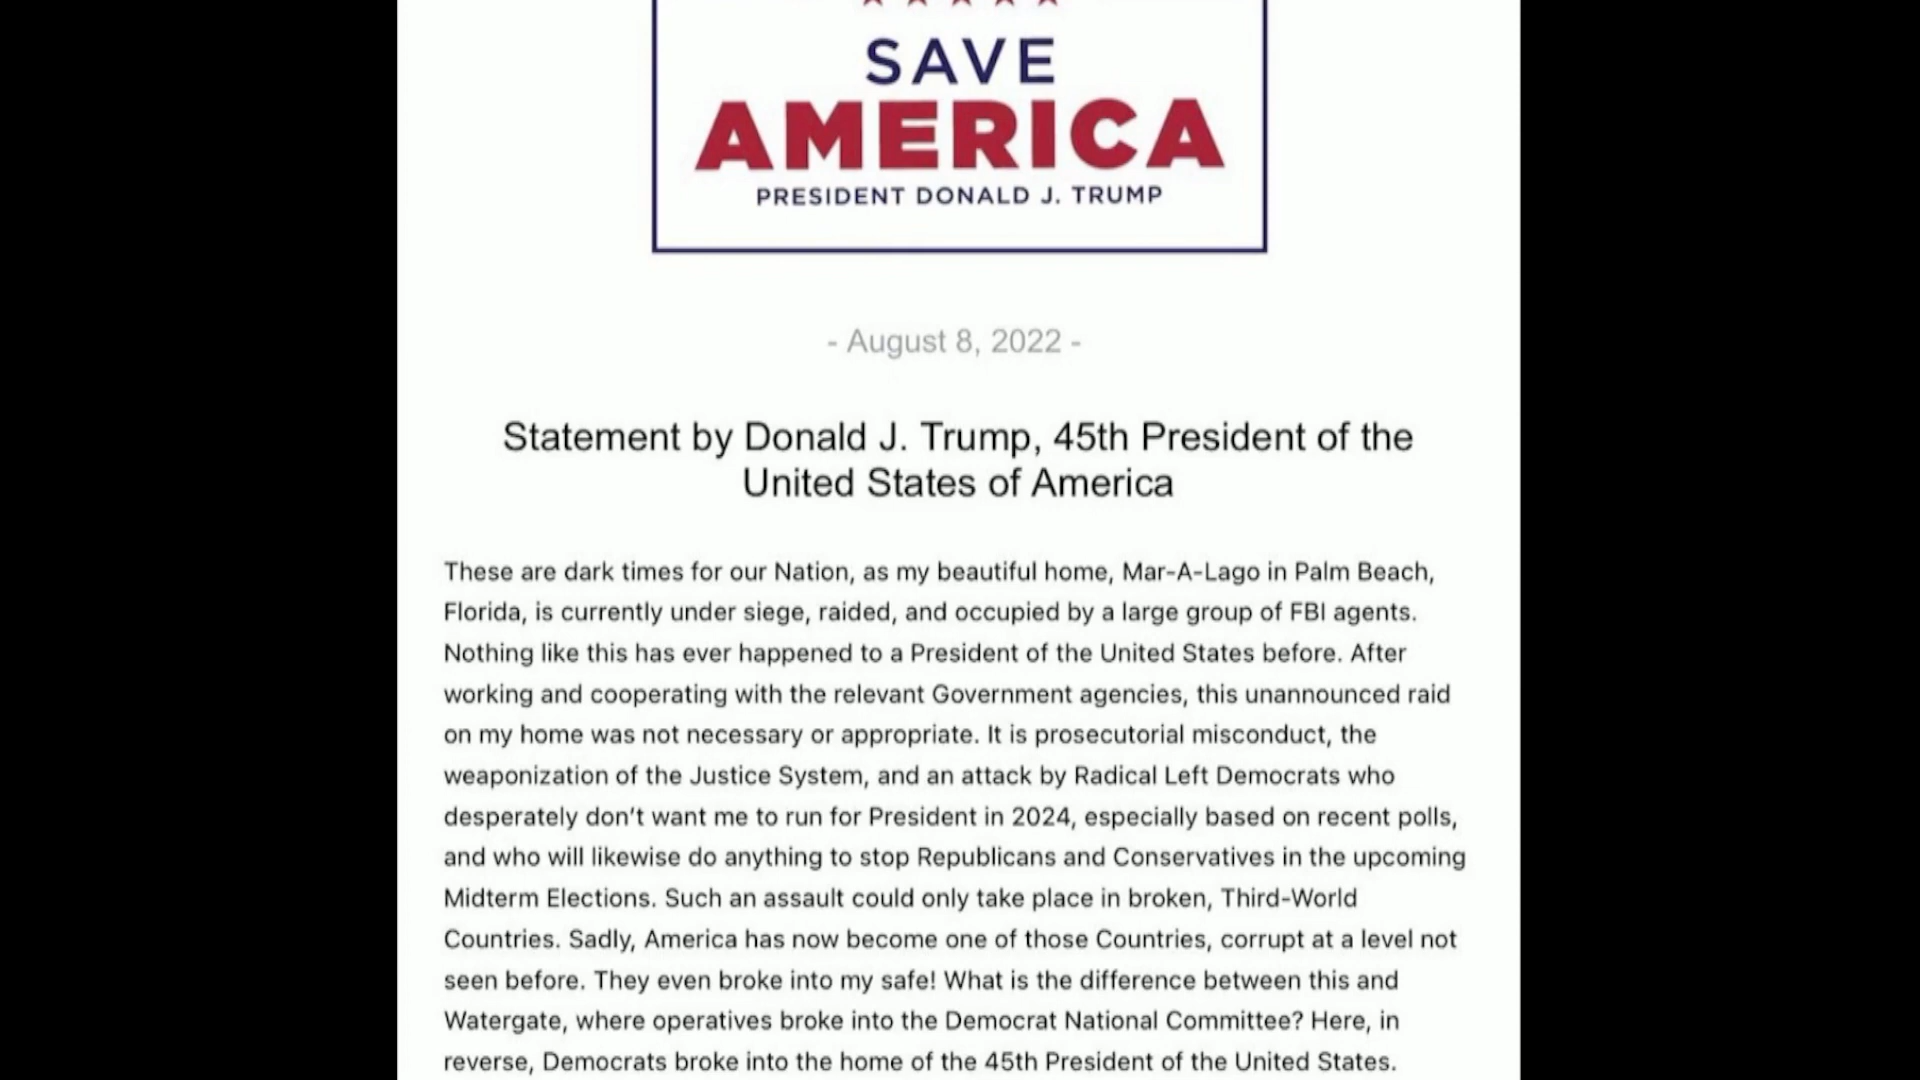 SAVE
AMERICA
PRESIDENT DONALD J. TRUMP
- August 8, 2022 -
Statement by Donald J. Trump, 45th President of the
United States of America
These are dark times for our Nation, as my beautiful home, Mar-A-Lago in Palm Beach,
Florida, is currently under siege, raided, and occupied by a large group of FBI agents.
Nothing like this has ever happened to a President of the United States before. After
working and cooperating with the relevant Government agencies, this unannounced raid
on my home was not necessary or appropriate. It is prosecutorial misconduct, the
weaponization of the Justice System, and an attack by Radical Left Democrats who
desperately don’t want me to run for President in 2024, especially based on recent polls,
and who will likewise do anything to stop Republicans and Conservatives in the upcoming
Midterm Elections. Such an assault could only take place in broken, Third-World
Countries. Sadly, America has now become one of those Countries, corrupt at a level not
seen before. They even broke into my safe! What is the difference between this and
Watergate, where operatives broke into the Democrat National Committee? Here, in
reverse, Democrats broke into the home of the 45th President of the United States.